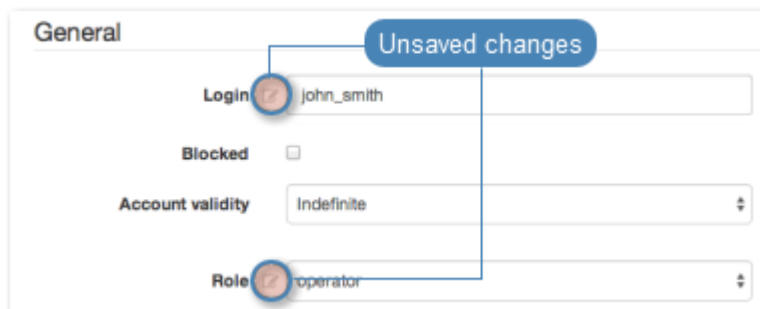 General
Unsaved changes
Login john_smith
Blocked
Account validity Indefinite
Role operator